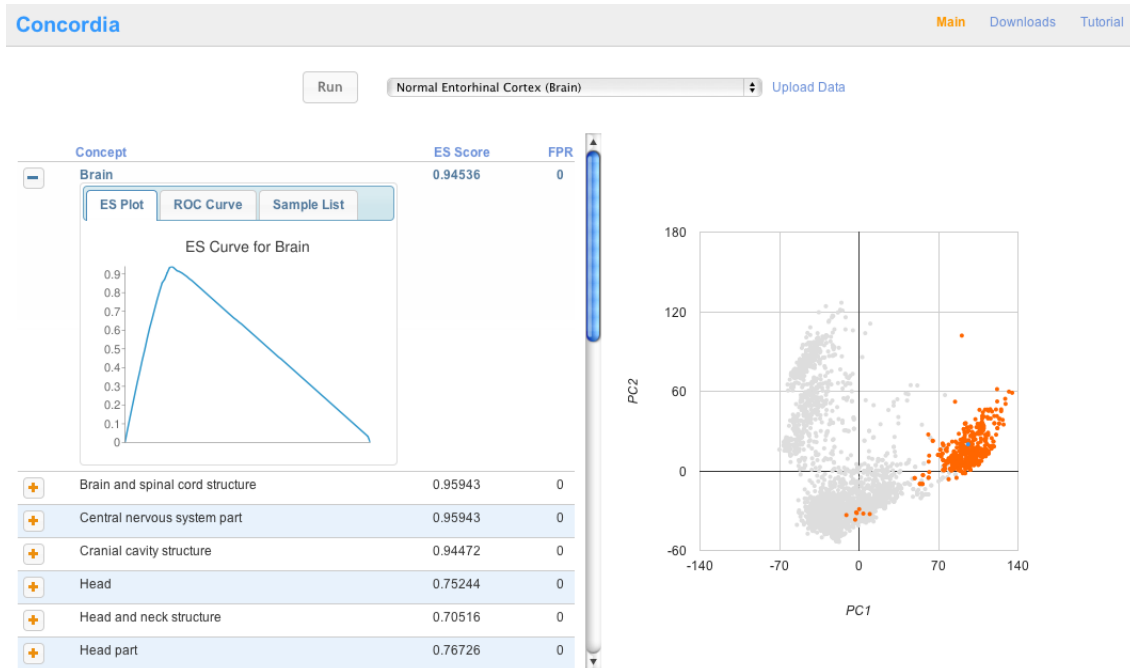 Concordia
Main Downloads Tutorial
Run Normal Entorhinal Cortex (Brain) Upload Data
Concept ES Score FPR
Brain 0.94536 0
ES Plot ROC Curve Sample List
ES Curve for Brain
0.9
0.8
0.7
0.6
0.5
0.4
0.3
0.2
0.1
0
Brain and spinal cord structure 0.95943 0
Central nervous system part 0.95943 0
Cranial cavity structure 0.94472 0
Head 0.75244 0
Head and neck structure 0.70516 0
Head part 0.76726 0
180
120
60
0
-60
PC2
-140 -70 0 70 140
PC1